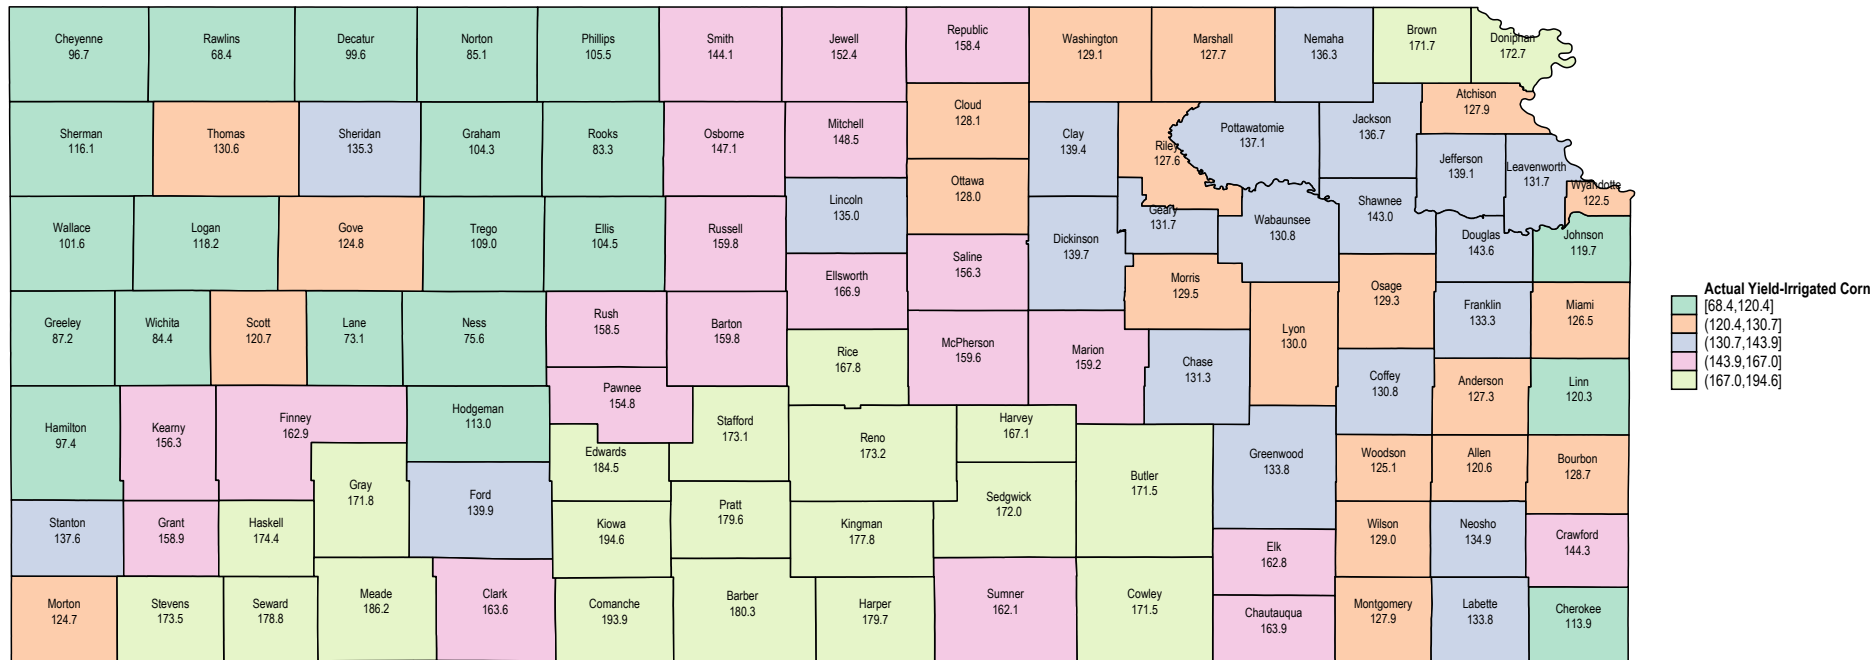 Cheyenne
96.7
Rawlins
68.4
Decatur
99.6
Norton
85.1
Phillips
105.5
Smith
144.1
Jewell
152.4
Republic
158.4
Washington
129.1
Marshall
127.7
Nemaha
136.3
Brown
171.7
Doniphan
172.7
Atchison
127.9
Sherman
116.1
Thomas
130.6
Sheridan
135.3
Graham
104.3
Rooks
83.3
Osborne
147.1
Mitchell
148.5
Cloud
128.1
Clay
139.4
Riley
127.6
Pottawatomie
137.1
Jackson
136.7
Jefferson
139.1
Leavenworth
131.7
Wyandotte
122.5
Wallace
101.6
Logan
118.2
Gove
124.8
Trego
109.0
Ellis
104.5
Russell
159.8
Lincoln
135.0
Ottawa
128.0
Dickinson
139.7
Geary
131.7
Wabaunsee
130.8
Shawnee
143.0
Douglas
143.6
Johnson
119.7
Ellsworth
166.9
Saline
156.3
Morris
129.5
Osage
129.3
Franklin
133.3
Miami
126.5
Greeley
87.2
Wichita
84.4
Scott
120.7
Lane
73.1
Ness
75.6
Rush
158.5
Barton
159.8
Rice
167.8
McPherson
159.6
Marion
159.2
Chase
131.3
Lyon
130.0
Coffey
130.8
Anderson
127.3
Linn
120.3
Hamilton
97.4
Kearny
156.3
Finney
162.9
Hodgeman
113.0
Pawnee
154.8
Stafford
173.1
Reno
173.2
Harvey
167.1
Edwards
184.5
Gray
171.8
Ford
139.9
Sedgwick
172.0
Butler
171.5
Greenwood
133.8
Woodson
125.1
Allen
120.6
Bourbon
128.7
Stanton
137.6
Grant
158.9
Haskell
174.4
Kiowa
194.6
Pratt
179.6
Kingman
177.8
Elk
162.8
Wilson
129.0
Neosho
134.9
Crawford
144.3
Morton
124.7
Stevens
173.5
Seward
178.8
Meade
186.2
Clark
163.6
Comanche
193.9
Barber
180.3
Harper
179.7
Sumner
162.1
Cowley
171.5
Chautauqua
163.9
Montgomery
127.9
Labette
133.8
Cherokee
113.9
Actual Yield-Irrigated Corn
[68.4,120.4]
(120.4,130.7]
(130.7,143.9]
(143.9,167.0]
(167.0,194.6]